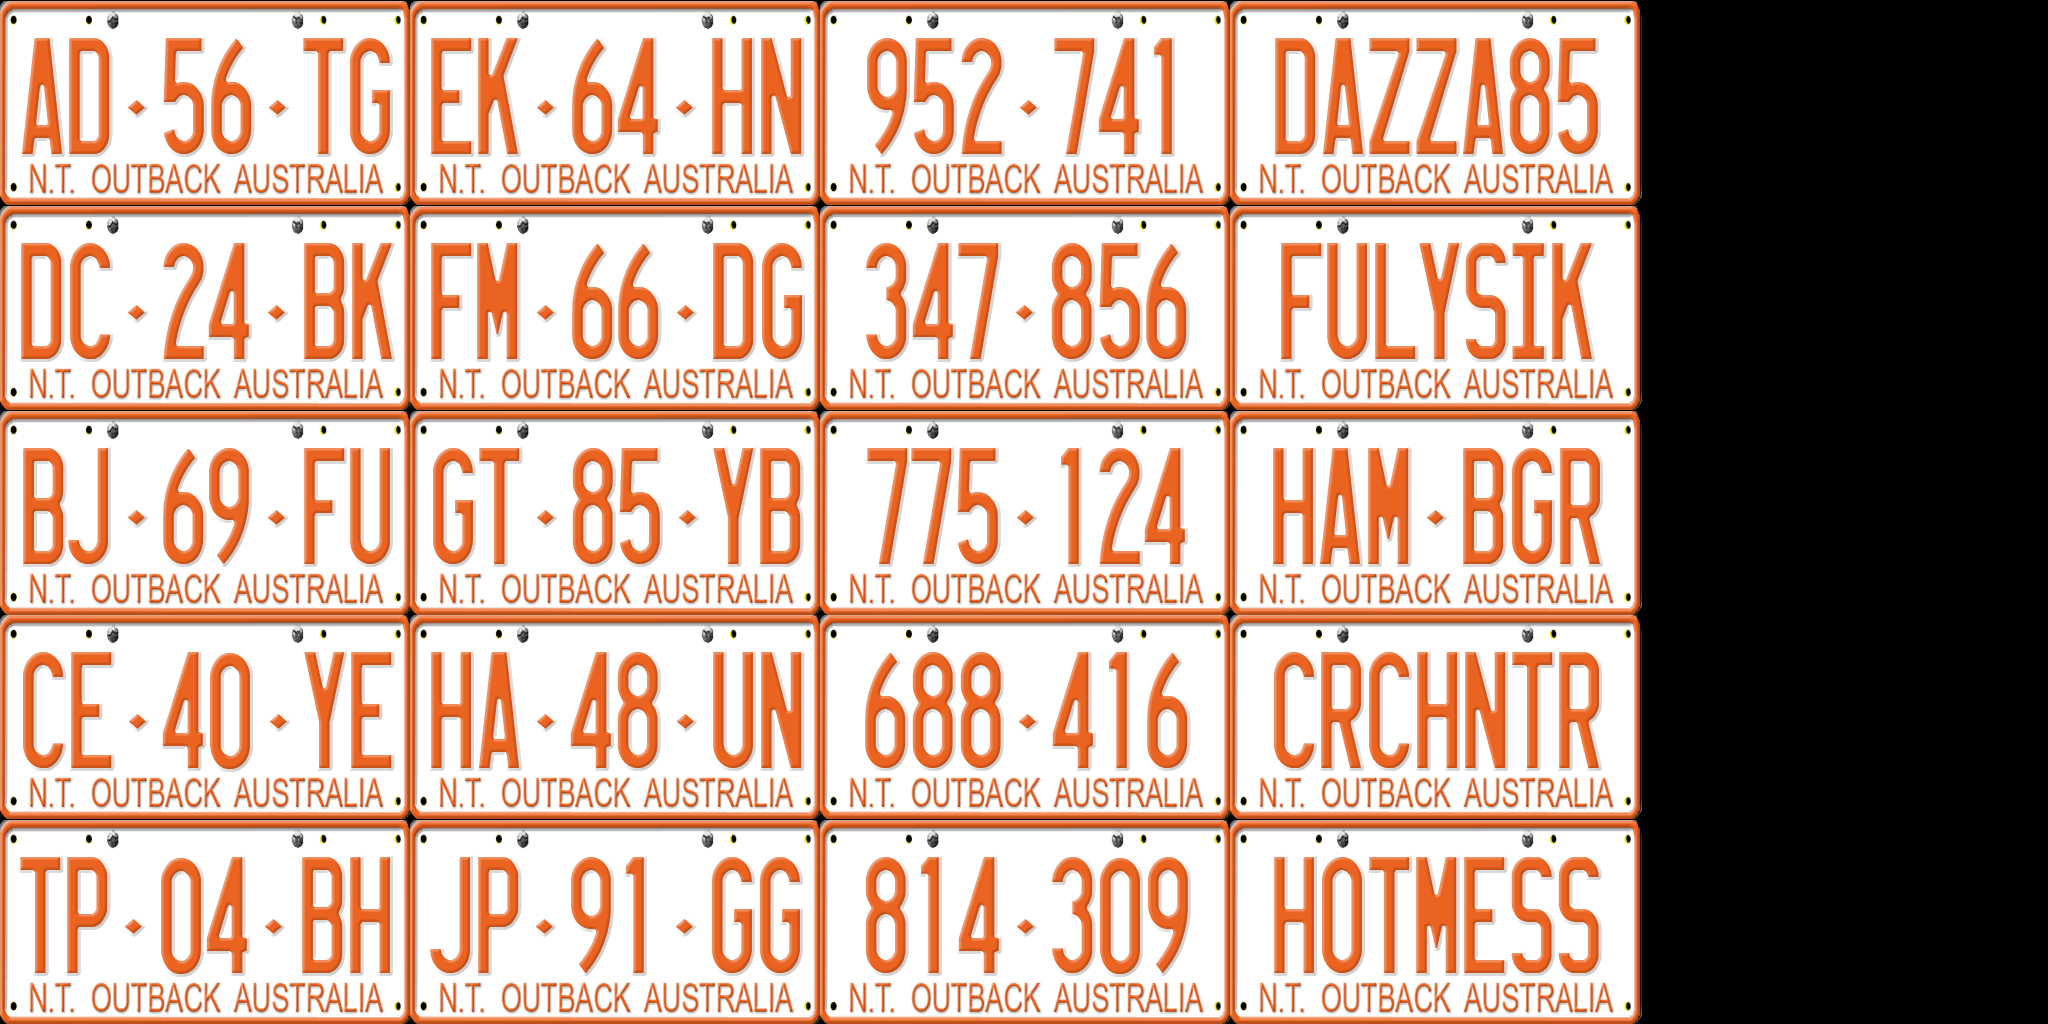 AD·56·TG
N.T. OUTBACK AUSTRALIA
EK·64·HN
N.T. OUTBACK AUSTRALIA
952·741
N.T. OUTBACK AUSTRALIA
DAZZA85
N.T. OUTBACK AUSTRALIA
DC·24·BK
N.T. OUTBACK AUSTRALIA
FM·66·DG
N.T. OUTBACK AUSTRALIA
347·856
N.T. OUTBACK AUSTRALIA
FULYSIK
N.T. OUTBACK AUSTRALIA
BJ·69·FU
N.T. OUTBACK AUSTRALIA
GT·85·YB
N.T. OUTBACK AUSTRALIA
775·124
N.T. OUTBACK AUSTRALIA
HAM·BGR
N.T. OUTBACK AUSTRALIA
CE·40·YE
N.T. OUTBACK AUSTRALIA
HA·48·UN
N.T. OUTBACK AUSTRALIA
688·416
N.T. OUTBACK AUSTRALIA
CRCHNTR
N.T. OUTBACK AUSTRALIA
TP·04·BH
N.T. OUTBACK AUSTRALIA
JP·91·GG
N.T. OUTBACK AUSTRALIA
814·309
N.T. OUTBACK AUSTRALIA
HOTMESS
N.T. OUTBACK AUSTRALIA